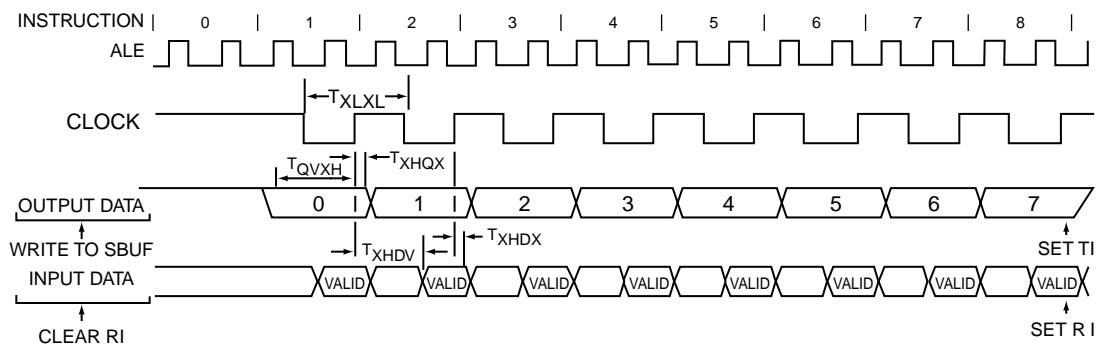 INSTRUCTION 0 1 2 3 4 5 6 7 8
ALE
TXLXL
CLOCK
TQVXH TXHQX
OUTPUT DATA 0 1 2 3 4 5 6 7
WRITE TO SBUF TXHDV TXHDX SET TI
INPUT DATA VALID VALID VALID VALID VALID VALID VALID VALID
CLEAR RI SET R I